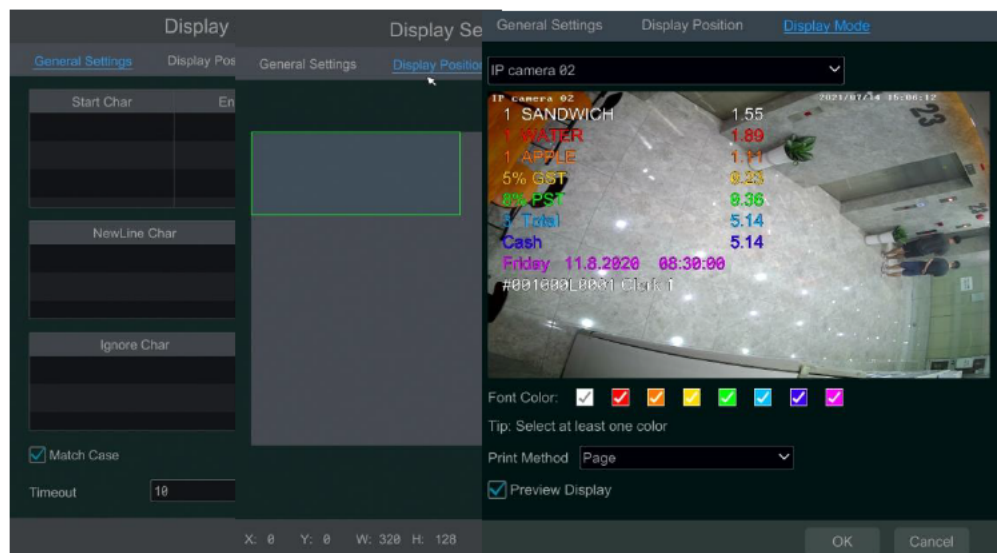 Display
General Settings Display Pos
Start Char En
NewLine Char
Ignore Char
Match Case
Timeout 10
Display Se
General Settings Display Position
X: 0 Y: 0 W: 320 H: 128
General Settings Display Position Display Mode
IP camera 02
IP camera 02 2021/07/14 15:06:12
1 SANDWICH 1.55
1 WATER 1.89
1 APPLE 1.11
5% GST 0.23
8% PST 0.36
5 Total 5.14
Cash 5.14
Friday 11.8.2020 08:30:00
#001000L0001 Clerk 1
23
Font Color:
Tip: Select at least one color
Print Method Page
Preview Display
OK Cancel